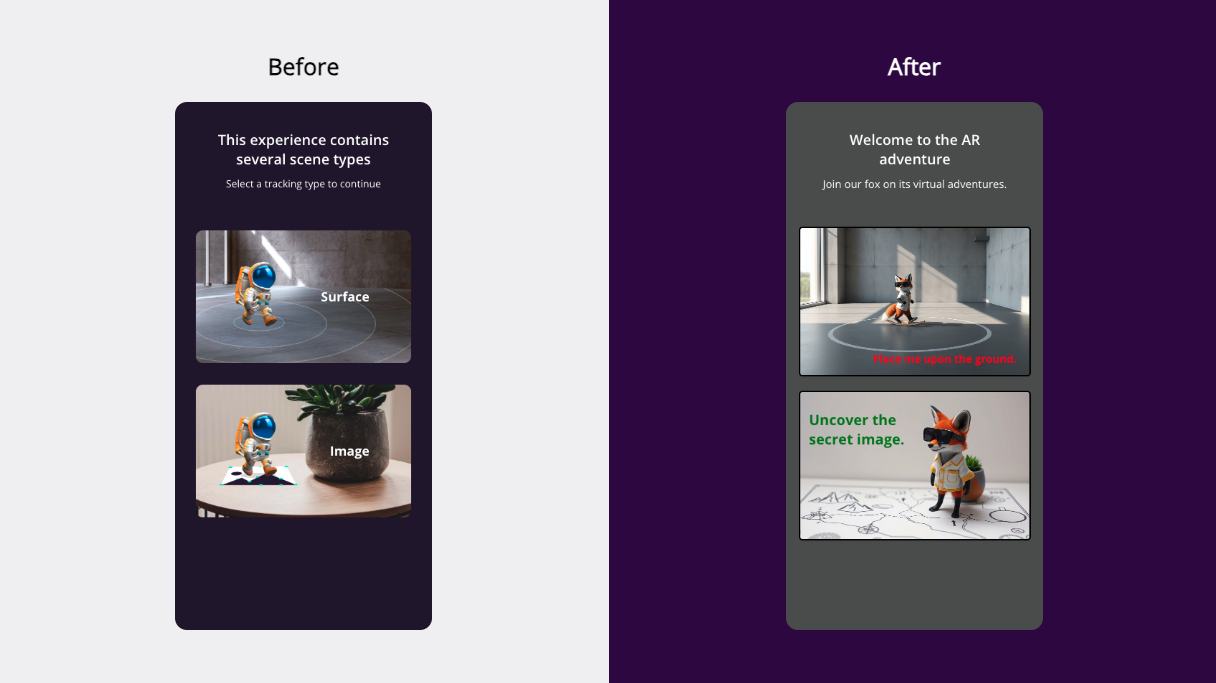 Before
This experience contains
several scene types
Select a tracking type to continue
Surface
Image
After
Welcome to the AR
adventure
Join our fox on its virtual adventures.
Place me upon the ground.
Uncover the
secret image.